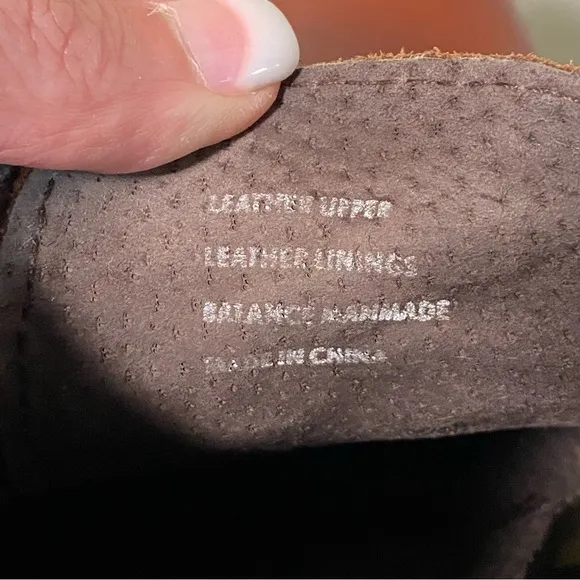 LEATHER UPPER
LEATHER LININGS
BALANCE MANMADE
MADE IN CHINA